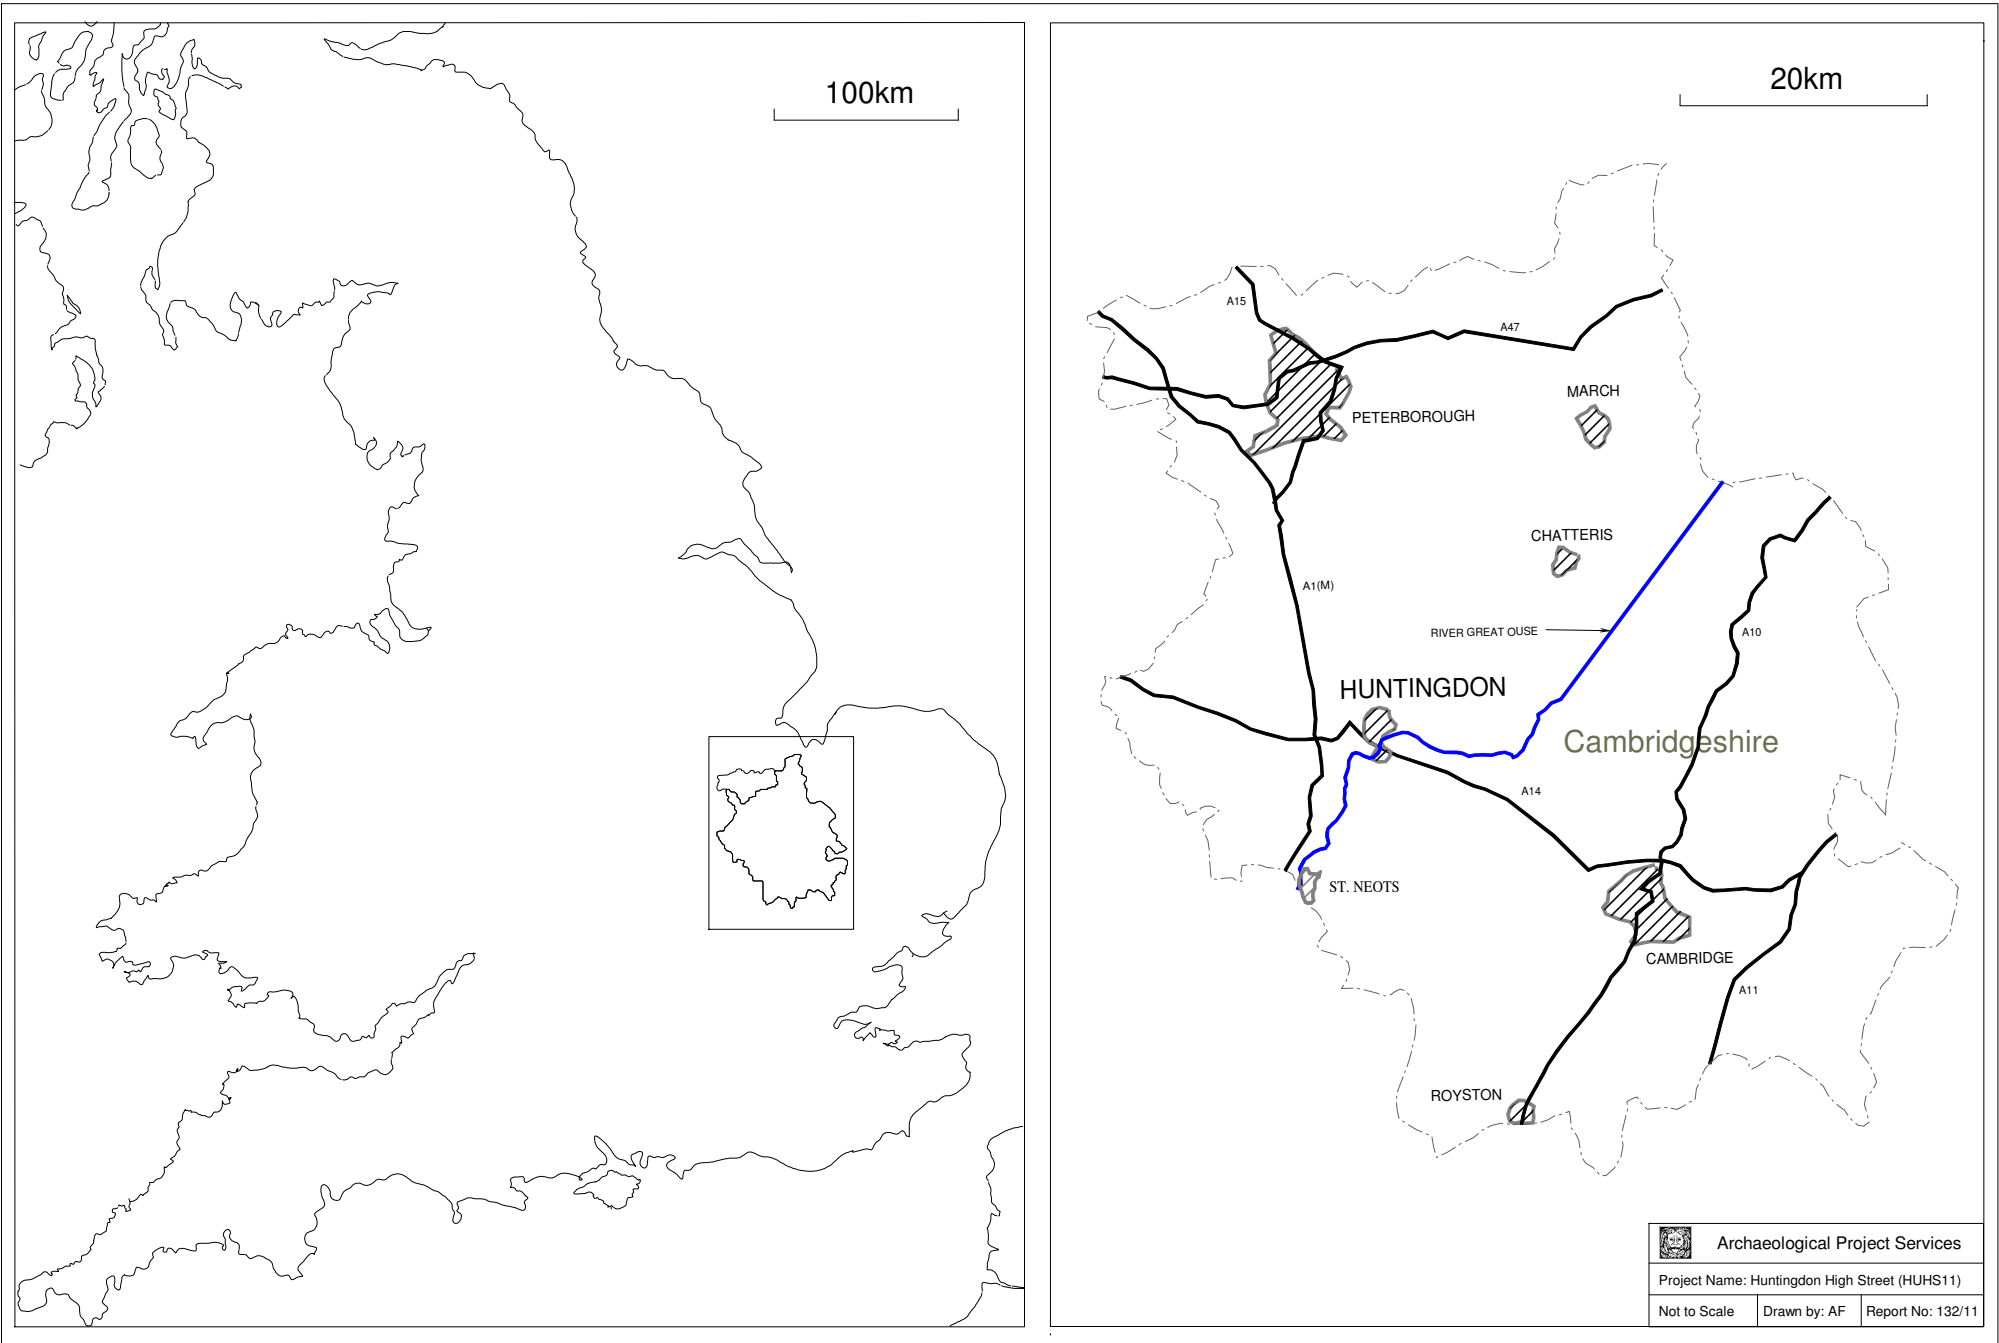 100km
20km
A15
A47
MARCH
PETERBOROUGH
CHATTERIS
A1(M)
RIVER GREAT OUSE
A10
HUNTINGDON
Cambridgeshire
A14
ST. NEOTS
CAMBRIDGE
A11
ROYSTON
Archaeological Project Services
Project Name: Huntingdon High Street (HUHS11)
Not to Scale
Drawn by: AF
Report No: 132/11